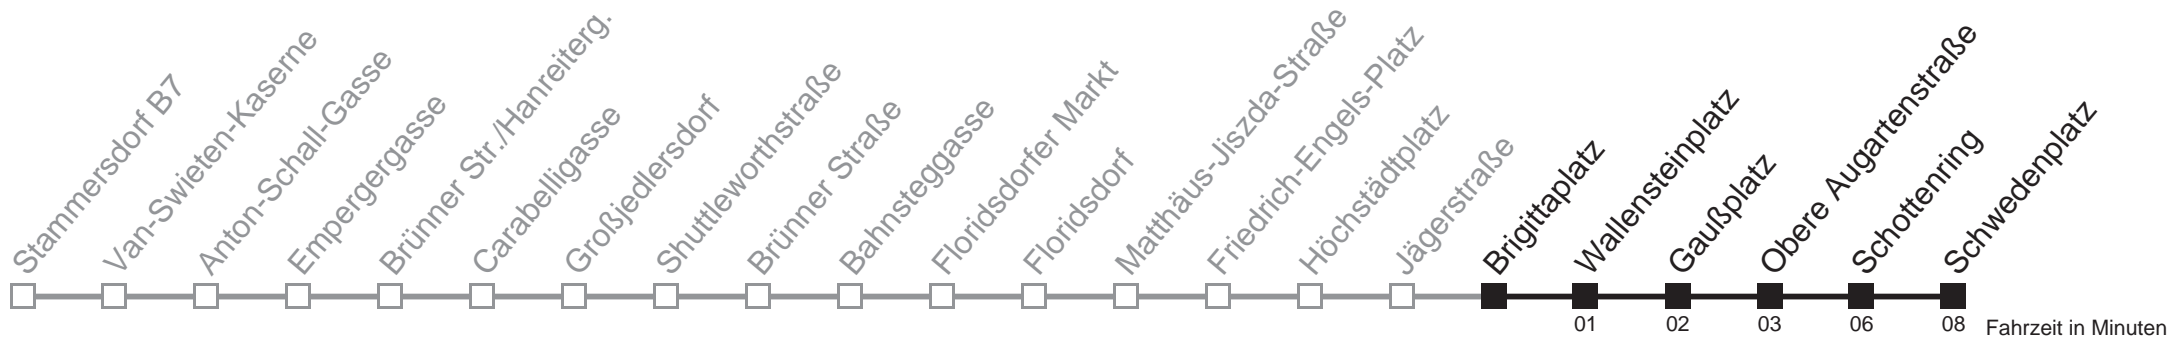 Stammersdorf B7
Van-Swieten-Kaserne
Anton-Schall-Gasse
Empergergasse
Brünner Str./Hanreiterg.
Carabelligasse
Großjedlersdorf
Shuttleworthstraße
Brünner Straße
Bahnsteggasse
Floridsdorfer Markt
Floridsdorf
Matthäus-Jiszda-Straße
Friedrich-Engels-Platz
Höchstädtplatz
Jägerstraße
Brigittaplatz
Wallensteinplatz
Gaußplatz
Obere Augartenstraße
Schottenring
Schwedenplatz
01 02 03 06 08 Fahrzeit in Minuten